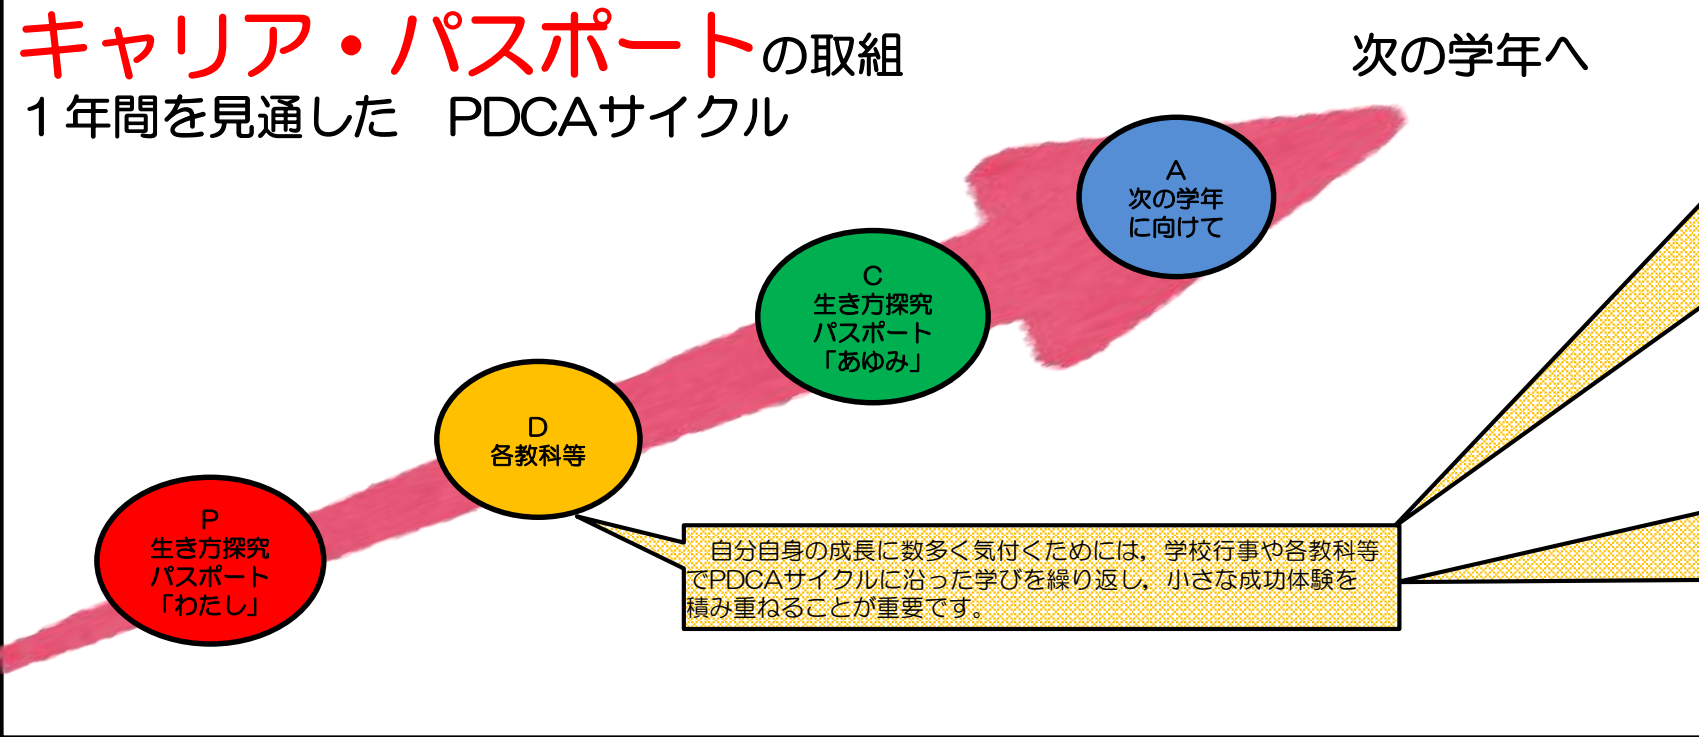 キャリア・パスポートの取組
次の学年へ
１年間を見通した　PDCAサイクル
A
次の学年
に向けて
C
生き方探究
パスポート
「あゆみ」
D
各教科等
P
生き方探究
パスポート
「わたし」
自分自身の成長に数多く気付くためには，学校行事や各教科等
でPDCAサイクルに沿った学びを繰り返し，小さな成功体験を
積み重ねることが重要です。